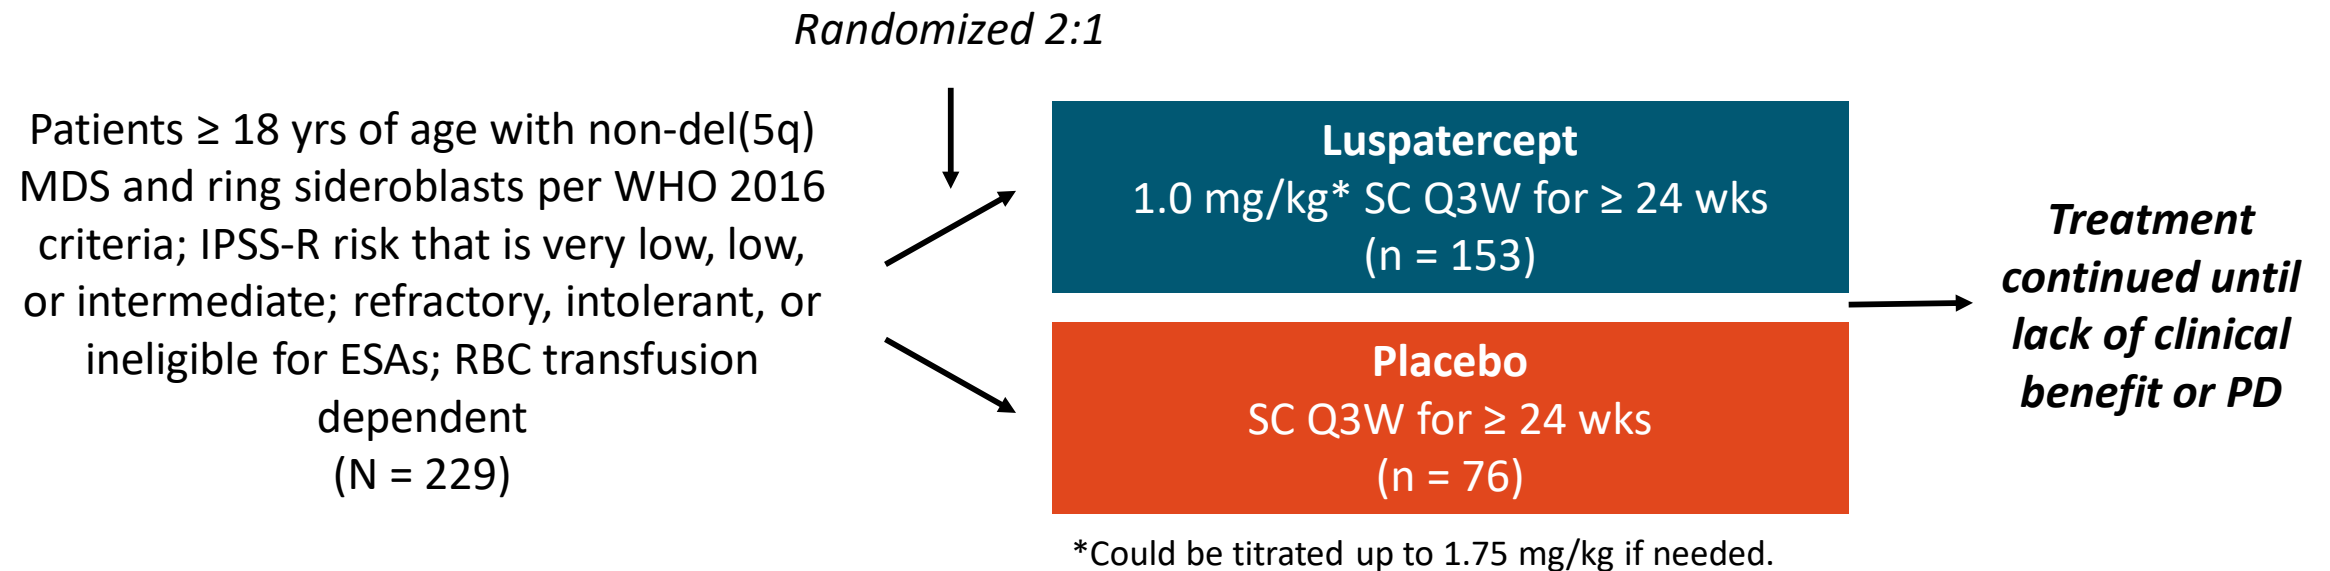 Randomized 2:1
Patients ≥ 18 yrs of age with non-del(5q)
MDS and ring sideroblasts per WHO 2016
criteria; IPSS-R risk that is very low, low,
or intermediate; refractory, intolerant, or
ineligible for ESAs; RBC transfusion
dependent
(N = 229)
Luspatercept
1.0 mg/kg* SC Q3W for ≥ 24 wks
(n = 153)
Placebo
SC Q3W for ≥ 24 wks
(n = 76)
*Could be titrated up to 1.75 mg/kg if needed.
Treatment
continued until
lack of clinical
benefit or PD